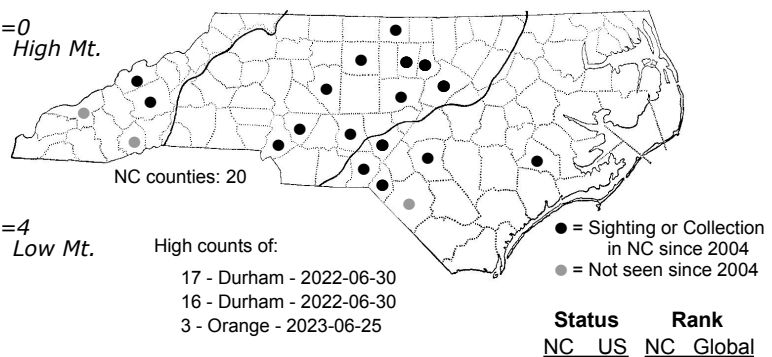 =0
High Mt.
NC counties: 20
=4
Low Mt.
High counts of:
17 - Durham - 2022-06-30
16 - Durham - 2022-06-30
3 - Orange - 2023-06-25
= Sighting or Collection
in NC since 2004
= Not seen since 2004
Status Rank
NC US NC Global